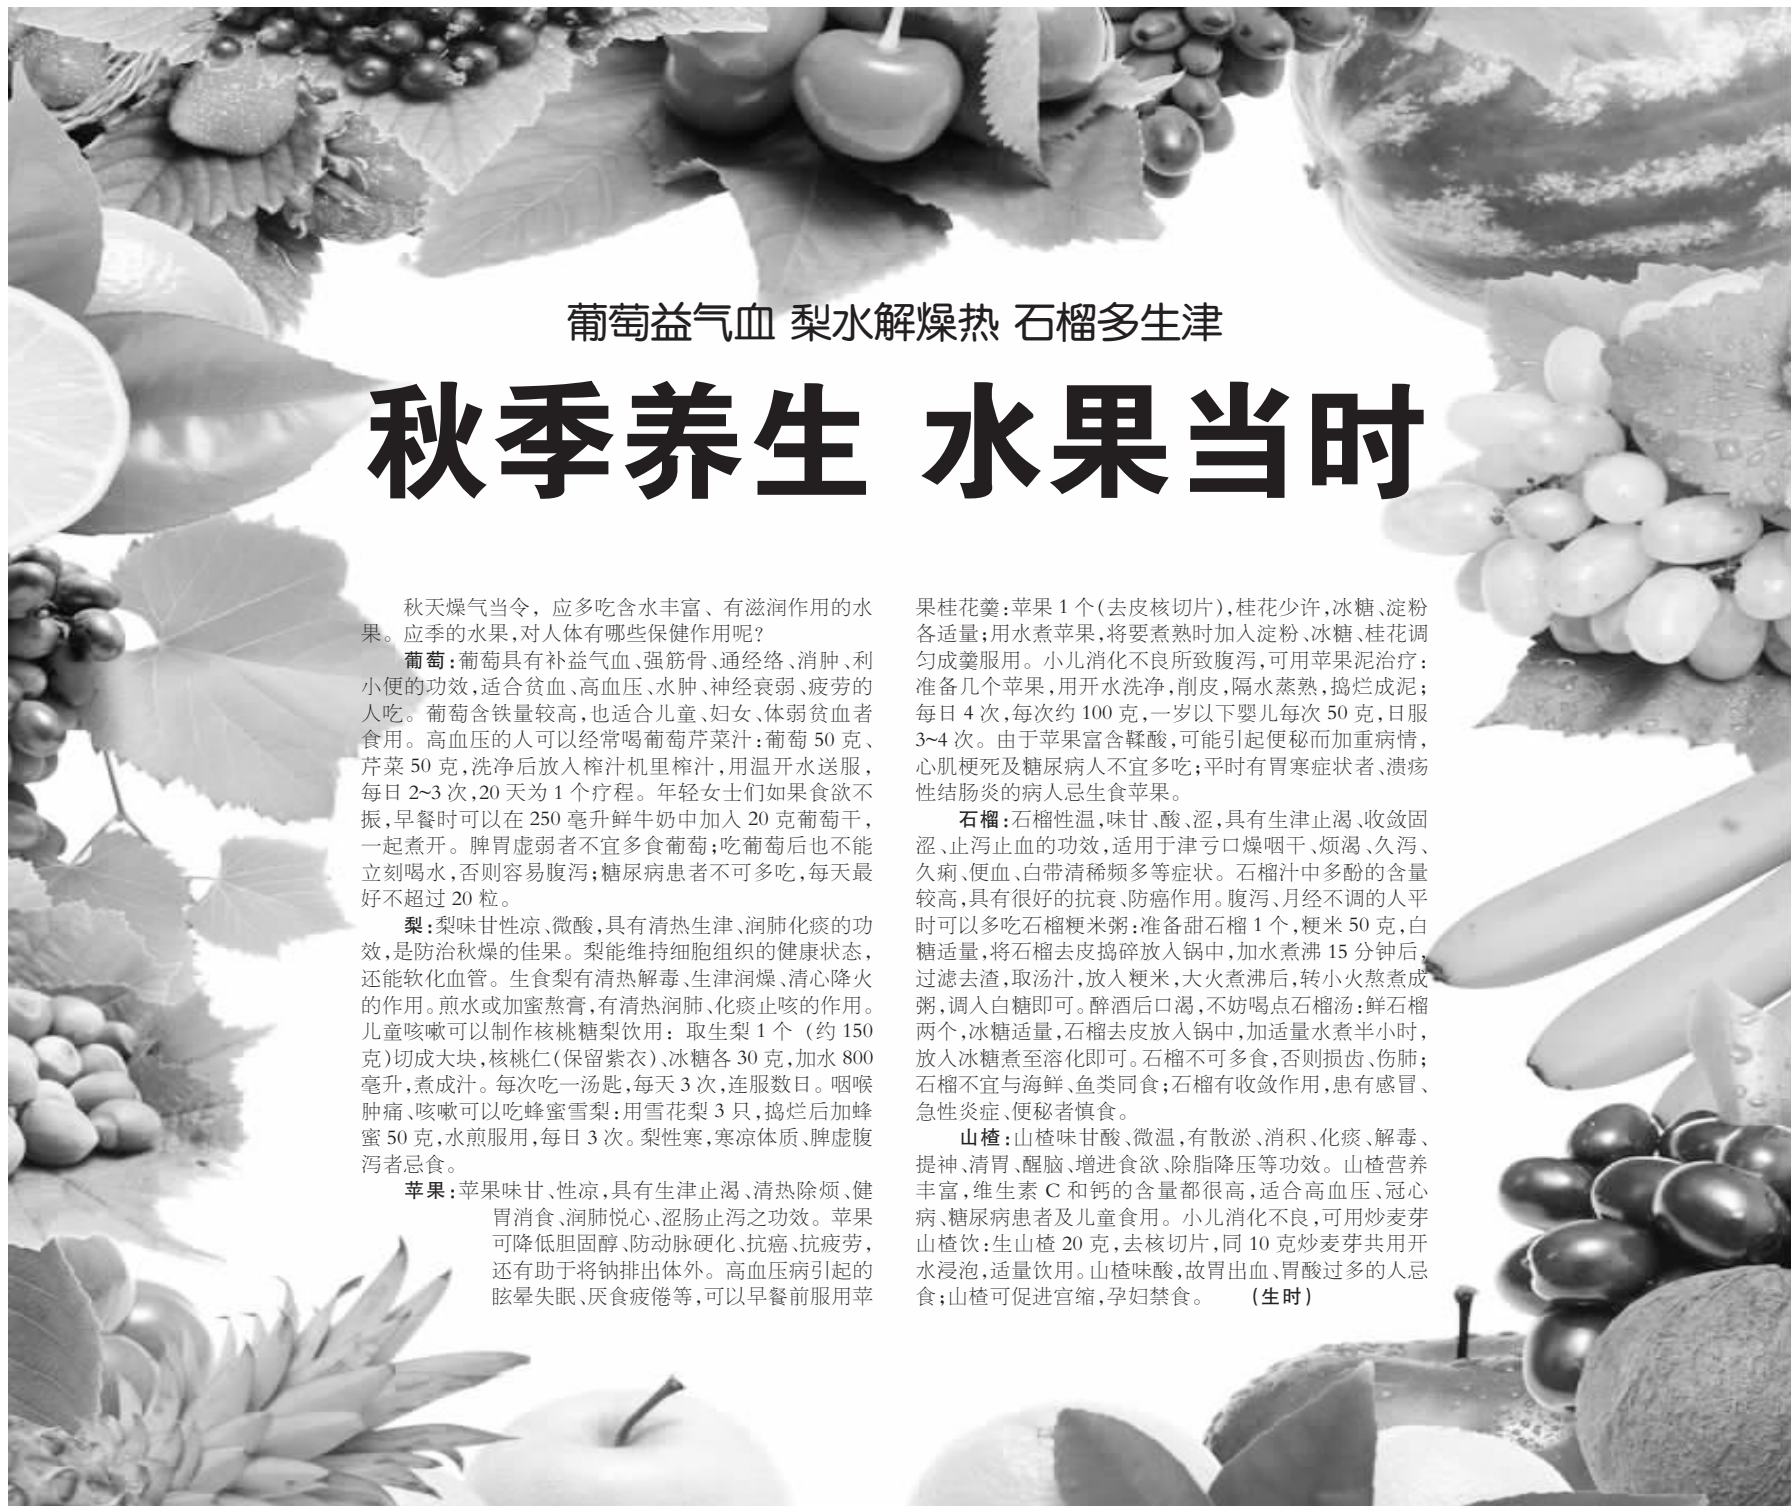 葡萄益气血 梨水解燥热 石榴多生津
秋季养生 水果当时
秋天燥气当令，应多吃含水丰富、有滋润作用的水
果。应季的水果，对人体有哪些保健作用呢？
葡萄：葡萄具有补益气血、强筋骨、通经络、消肿、利
小便的功效，适合贫血、高血压、水肿、神经衰弱、疲劳的
人吃。葡萄含铁量较高，也适合儿童、妇女、体弱贫血者
食用。高血压的人可以经常喝葡萄芹菜汁：葡萄 50 克、
芹菜 50 克，洗净后放入榨汁机里榨汁，用温开水送服，
每日 2~3 次，20 天为 1 个疗程。年轻女士们如果食欲不
振，早餐时可以在 250 毫升鲜牛奶中加入 20 克葡萄干，
一起煮开。脾胃虚弱者不宜多食葡萄；吃葡萄后也不能
立刻喝水，否则容易腹泻；糖尿病患者不可多吃，每天最
好不超过 20 粒。
梨：梨味甘性凉、微酸，具有清热生津、润肺化痰的功
效，是防治秋燥的佳果。梨能维持细胞组织的健康状态，
还能软化血管。生食梨有清热解毒、生津润燥、清心降火
的作用。煎水或加蜜熬膏，有清热润肺、化痰止咳的作用。
儿童咳嗽可以制作核桃糖梨饮用：取生梨 1 个（约 150
克）切成大块，核桃仁（保留紫衣）、冰糖各 30 克，加水 800
毫升，煮成汁。每次吃一汤匙，每天 3 次，连服数日。咽喉
肿痛、咳嗽可以吃蜂蜜雪梨：用雪花梨 3 只，捣烂后加蜂
蜜 50 克，水煎服用，每日 3 次。梨性寒，寒凉体质、脾虚腹
泻者忌食。
苹果：苹果味甘、性凉，具有生津止渴、清热除烦、健
胃消食、润肺悦心、涩肠止泻之功效。苹果
可降低胆固醇、防动脉硬化、抗癌、抗疲劳，
还有助于将钠排出体外。高血压病引起的
眩晕失眠、厌食疲倦等，可以早餐前服用苹
果桂花羹：苹果 1 个（去皮核切片），桂花少许，冰糖、淀粉
各适量；用水煮苹果，将要煮熟时加入淀粉、冰糖、桂花调
匀成羹服用。小儿消化不良所致腹泻，可用苹果泥治疗：
准备几个苹果，用开水洗净，削皮，隔水蒸熟，捣烂成泥；
每日 4 次，每次约 100 克，一岁以下婴儿每次 50 克，日服
3~4 次。由于苹果富含鞣酸，可能引起便秘而加重病情，
心肌梗死及糖尿病人不宜多吃；平时有胃寒症状者、溃疡
性结肠炎的病人忌生食苹果。
石榴：石榴性温，味甘、酸、涩，具有生津止渴、收敛固
涩、止泻止血的功效，适用于津亏口燥咽干、烦渴、久泻、
久痢、便血、白带清稀频多等症状。石榴汁中多酚的含量
较高，具有很好的抗衰、防癌作用。腹泻、月经不调的人平
时可以多吃石榴粳米粥：准备甜石榴 1 个，粳米 50 克，白
糖适量，将石榴去皮捣碎放入锅中，加水煮沸 15 分钟后，
过滤去渣，取汤汁，放入粳米，大火煮沸后，转小火熬煮成
粥，调入白糖即可。醉酒后口渴，不妨喝点石榴汤：鲜石榴
两个，冰糖适量，石榴去皮放入锅中，加适量水煮半小时，
放入冰糖煮至溶化即可。石榴不可多食，否则损齿、伤肺；
石榴不宜与海鲜、鱼类同食；石榴有收敛作用，患有感冒、
急性炎症、便秘者慎食。
山楂：山楂味甘酸、微温，有散淤、消积、化痰、解毒、
提神、清胃、醒脑、增进食欲、除脂降压等功效。山楂营养
丰富，维生素 C 和钙的含量都很高，适合高血压、冠心
病、糖尿病患者及儿童食用。小儿消化不良，可用炒麦芽
山楂饮：生山楂 20 克，去核切片，同 10 克炒麦芽共用开
水浸泡，适量饮用。山楂味酸，故胃出血、胃酸过多的人忌
食；山楂可促进宫缩，孕妇禁食。 （生时）